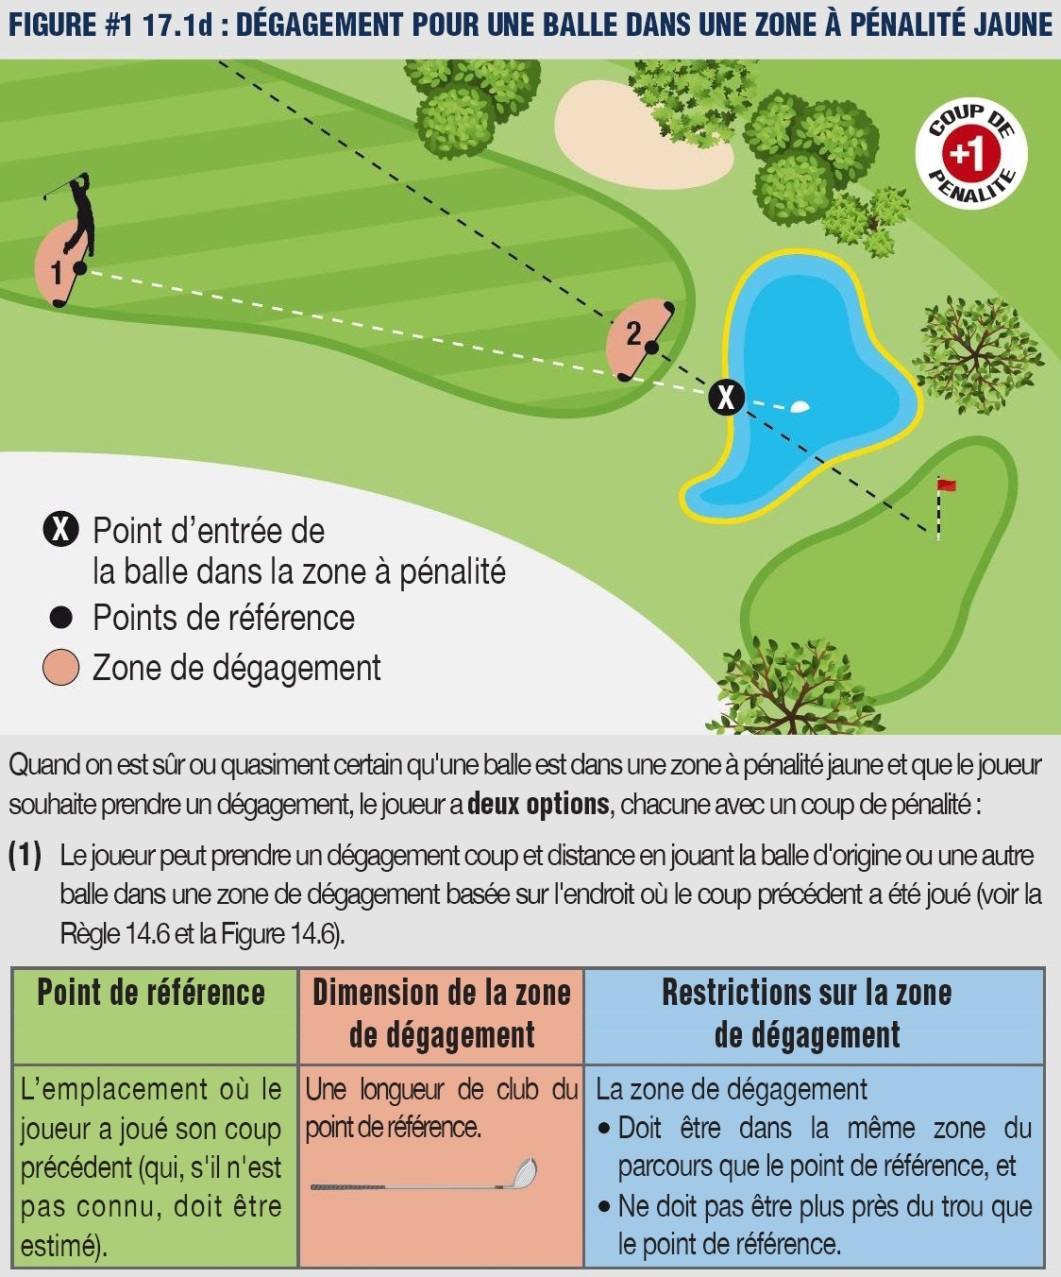 FIGURE #1 17.1d : DÉGAGEMENT POUR UNE BALLE DANS UNE ZONE À PÉNALITÉ JAUNE
COUP DE
+1
PENALITE
1
2
X
X Point d’entrée de
la balle dans la zone à pénalité
Points de référence
Zone de dégagement
Quand on est sûr ou quasiment certain qu'une balle est dans une zone à pénalité jaune et que le joueur
souhaite prendre un dégagement, le joueur a deux options, chacune avec un coup de pénalité :
(1) Le joueur peut prendre un dégagement coup et distance en jouant la balle d'origine ou une autre
balle dans une zone de dégagement basée sur l'endroit où le coup précédent a été joué (voir la
Règle 14.6 et la Figure 14.6).
Point de référence
Dimension de la zone
de dégagement
Restrictions sur la zone
de dégagement
L’emplacement où le
joueur a joué son coup
précédent (qui, s'il n'est
pas connu, doit être
estimé).
Une longueur de club du
point de référence.
La zone de dégagement
• Doit être dans la même zone du
parcours que le point de référence, et
• Ne doit pas être plus près du trou que
le point de référence.